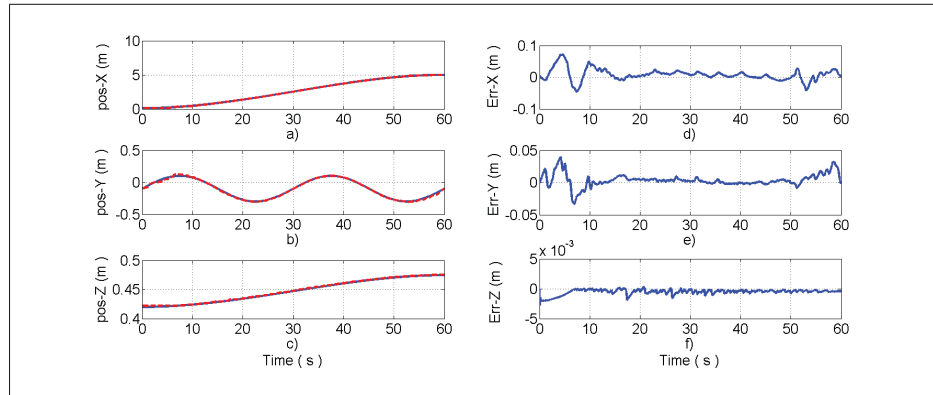 10
5
0
pos-X (m )
0 10 20 30 40 50 60
a)
0.5
0
-0.5
pos-Y (m )
0 10 20 30 40 50 60
b)
0.5
0.45
0.4
pos-Z (m )
0 10 20 30 40 50 60
c)
Time ( s )
0.1
0
-0.1
Err-X (m )
0 10 20 30 40 50 60
d)
0.05
0
-0.05
Err-Y (m )
0 10 20 30 40 50 60
e)
x 10-3
5
0
-5
Err-Z (m )
0 10 20 30 40 50 60
f)
Time ( s )